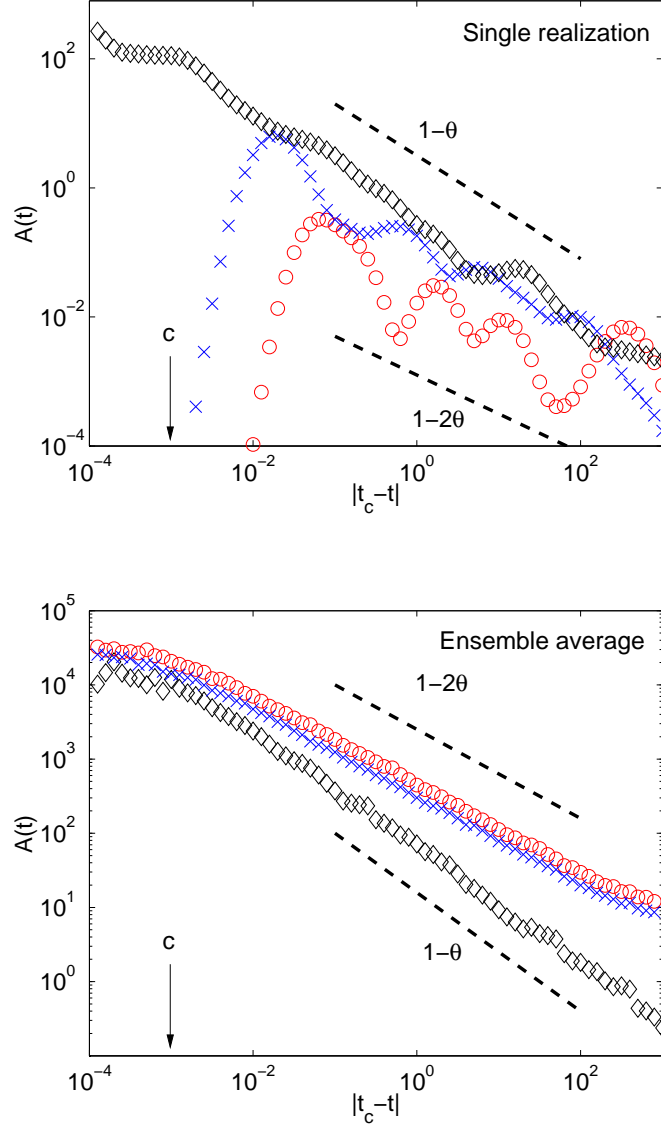 Single realization
10^2
10^0
10^-2
10^-4
A(t)
1-θ
c
1-2θ
10^-4
10^-2
10^0
10^2
|t_c-t|
Ensemble average
10^5
10^4
10^3
10^2
10^1
10^0
A(t)
1-2θ
c
1-θ
10^-4
10^-2
10^0
10^2
|t_c-t|